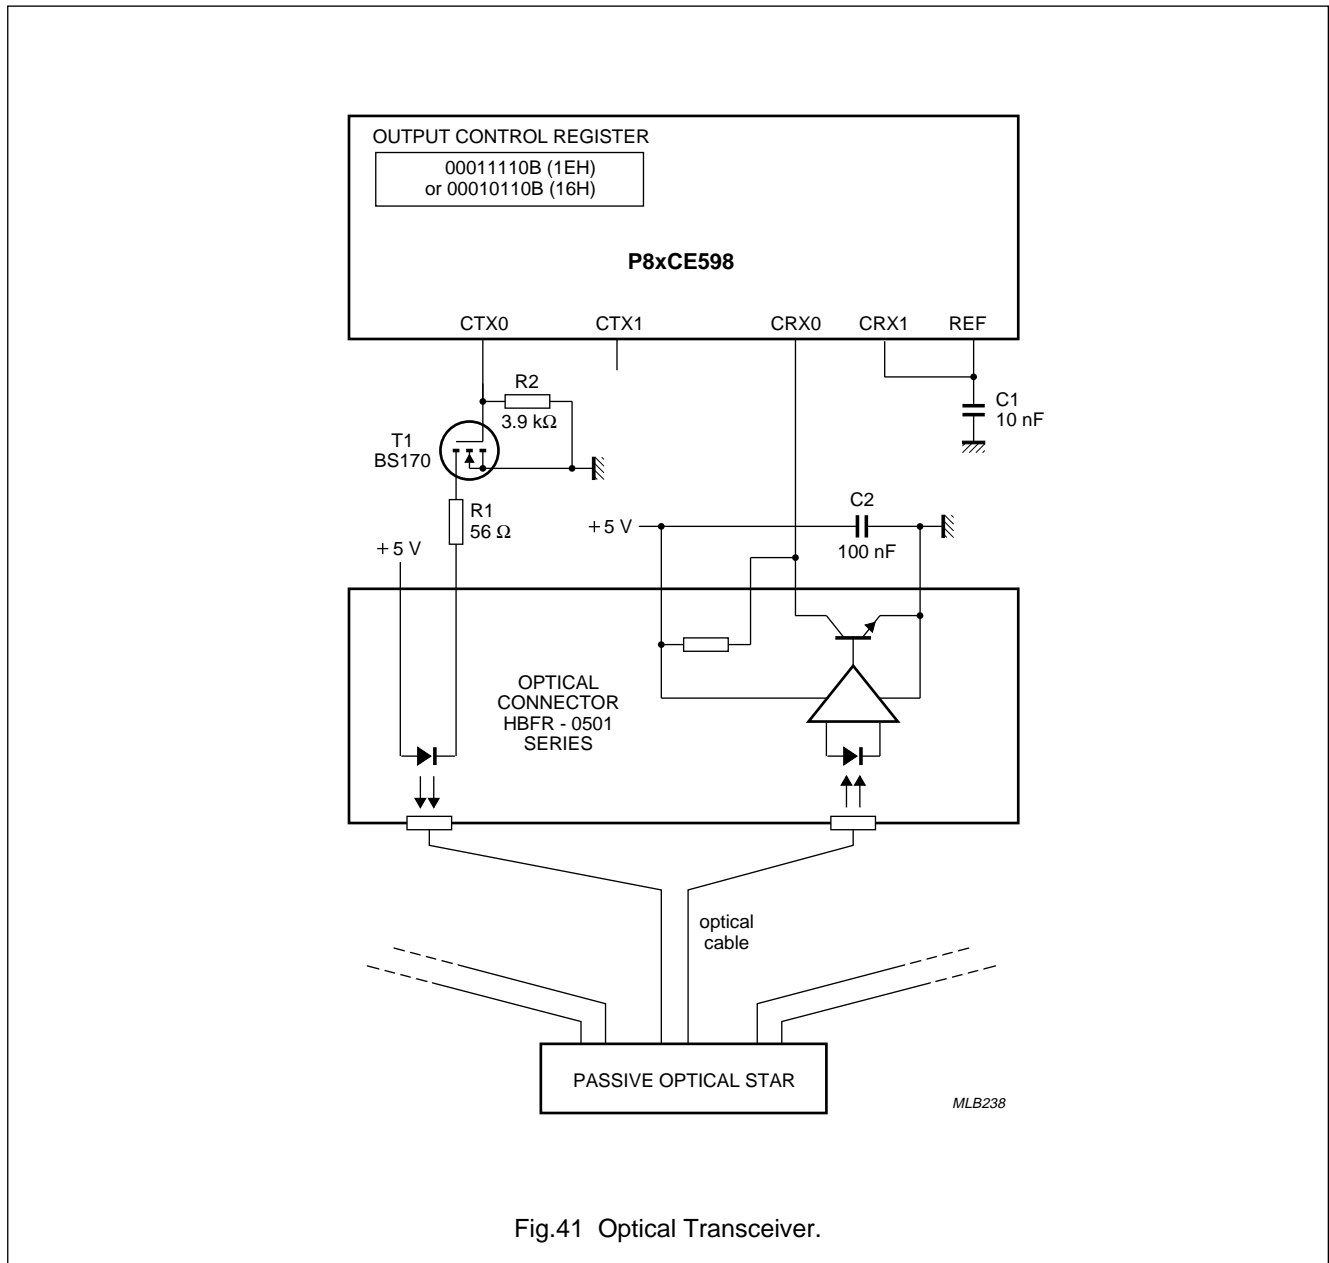 OUTPUT CONTROL REGISTER
00011110B (1EH)
or 00010110B (16H)
P8xCE598
CTX0
CTX1
CRX0
CRX1
REF
R2
3.9 kΩ
C1
10 nF
T1
BS170
R1
56 Ω
+5 V
+5 V
C2
100 nF
OPTICAL
CONNECTOR
HBFR - 0501
SERIES
optical
cable
PASSIVE OPTICAL STAR
MLB238
Fig.41 Optical Transceiver.